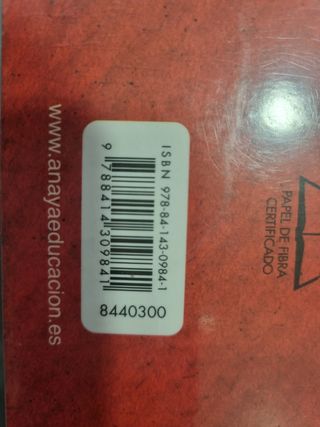 www.anayaeducacion.es
ISBN 978-84-143-0984-1
9 788414 309841
8440300
PAPEL DE FIBRA
CERTIFICADO